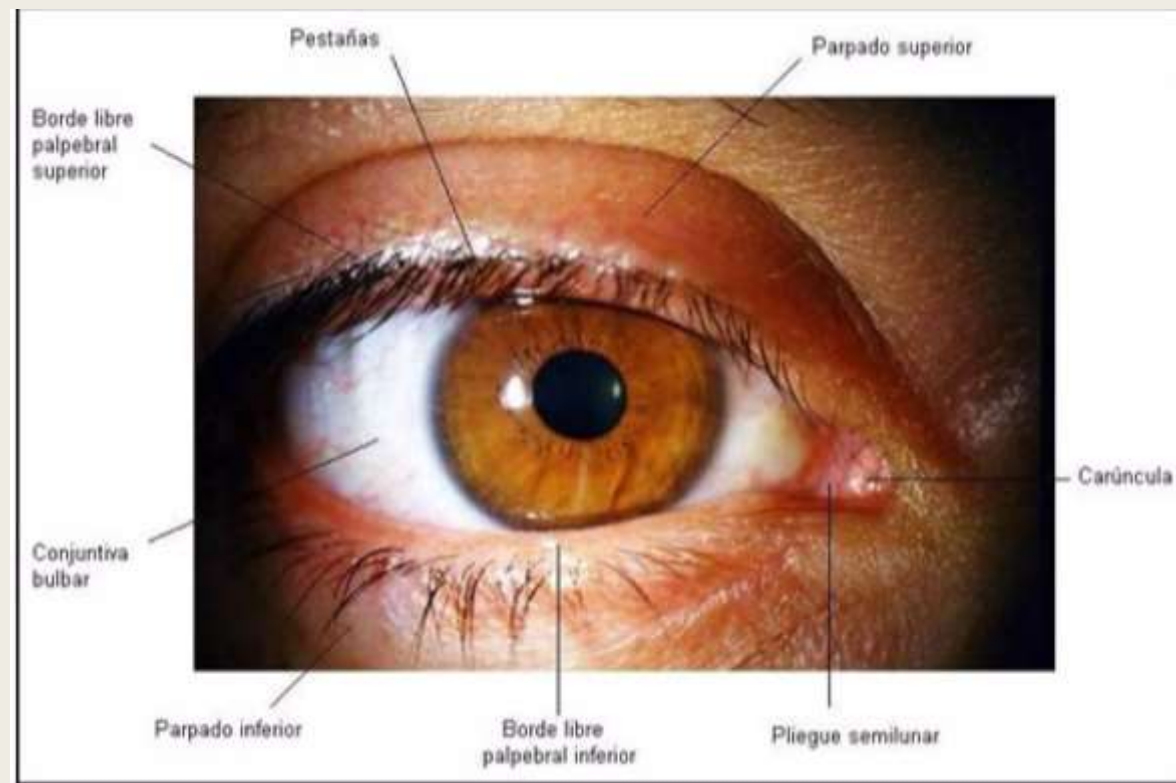 Pestañas
Parpado superior
Borde libre
palpebral
superior
Carúncula
Conjuntiva
bulbar
Parpado inferior
Borde libre
palpebral inferior
Pliegue semilunar